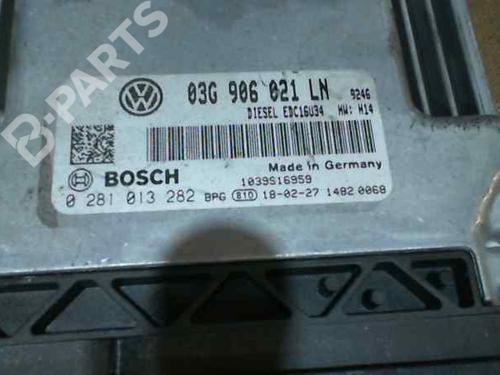 B-PARTS
03G 906 021 LN
9246
DIESEL EDC16U34 HW: H14
Made in Germany
BOSCH
1039S16959
0 281 013 282 BPG 810 18-02-27 1482 0068